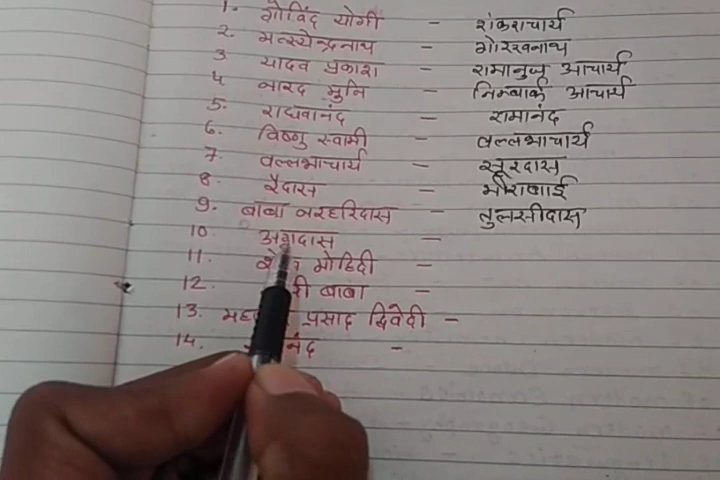 1. गोविंद योगी - शंकराचार्य
2. मत्स्येन्द्रनाथ - गोरखनाथ
3 यादव प्रकाश - रामानुज आचार्य
4 नारद मुनि - निम्बार्क आचार्य
5. राघवानंद - रामानंद
6. विष्णु स्वामी - वल्लभाचार्य
7. वल्लभाचार्य - सूरदास
8. रैदास - मीराबाई
9. बाबा नरहरिदास - तुलसीदास
10. अग्रदास -
11. मोहिदी -
12. बाबा -
13. प्रसाद द्विवेदी -
14. -